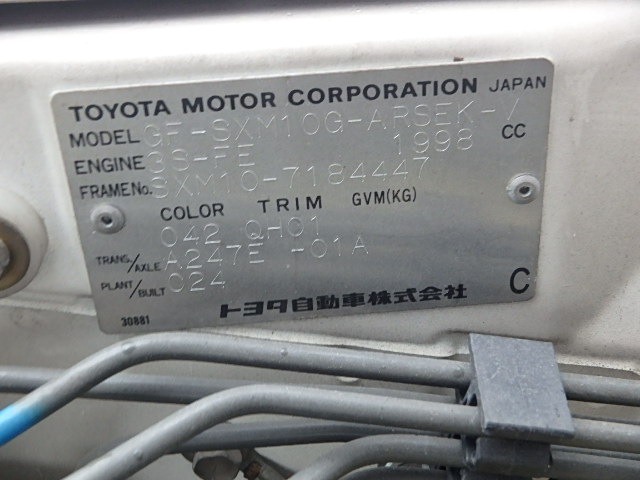 TOYOTA MOTOR CORPORATION JAPAN
MODEL GF-SXM10G-ARSEK-V
ENGINE 3S-FE 1998 CC
FRAME No. SXM10-7184447
COLOR TRIM GVM(KG)
042 QH01
TRANS./AXLE A247E -01A
PLANT/BUILT C24
トヨタ自動車株式会社 C
30881